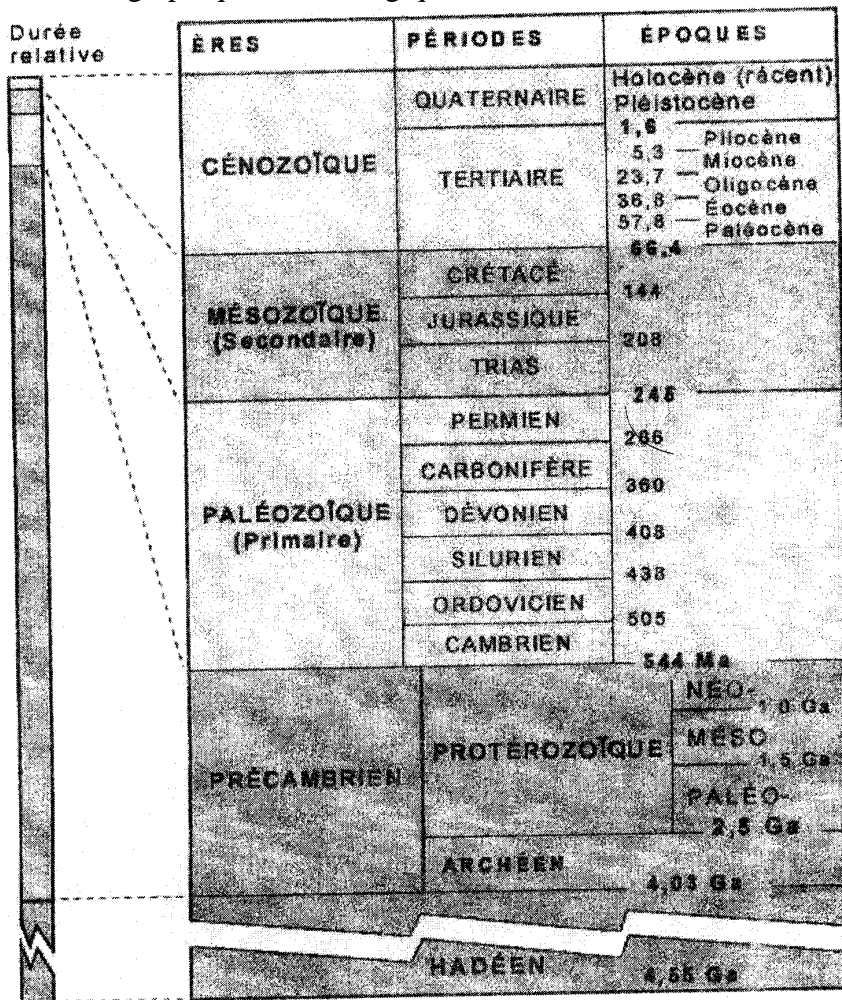 Durée
relative
ÈRES PÉRIODES ÉPOQUES
QUATERNAIRE Holocène (récent)
Pléistocène
1,6
CÉNOZOÏQUE TERTIAIRE
Pliocène
5,3
Miocène
23,7
Oligocène
36,6
Éocène
57,8
Paléocène
66,4
MÉSOZOÏQUE
(Secondaire)
CRÉTACÉ
144
JURASSIQUE
208
TRIAS
245
PALÉOZOÏQUE
(Primaire)
PERMIEN
286
CARBONIFÈRE
360
DÉVONIEN
408
SILURIEN
438
ORDOVICIEN
505
CAMBRIEN
544 Ma
PRÉCAMBRIEN
PROTÉROZOÏQUE
NÉO-
1,0 Ga
MÉSO
1,5 Ga
PALÉO-
2,5 Ga
ARCHÉEN
4,03 Ga
HADÉEN
4,55 Ga